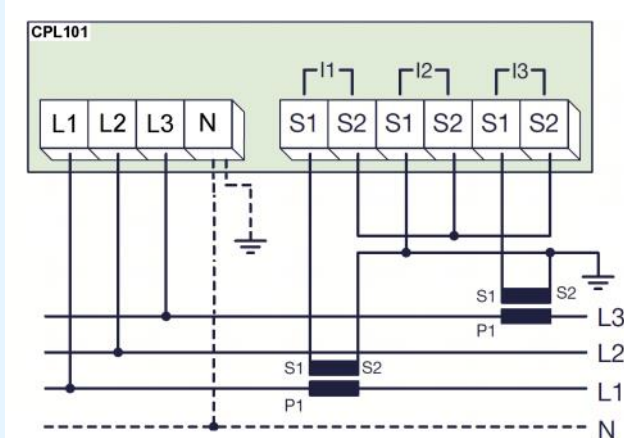 CPL101
I1 I2 I3
L1 L2 L3 N S1 S2 S1 S2 S1 S2
S1 S2
L3
P1
L2
S1 S2
L1
P1
N